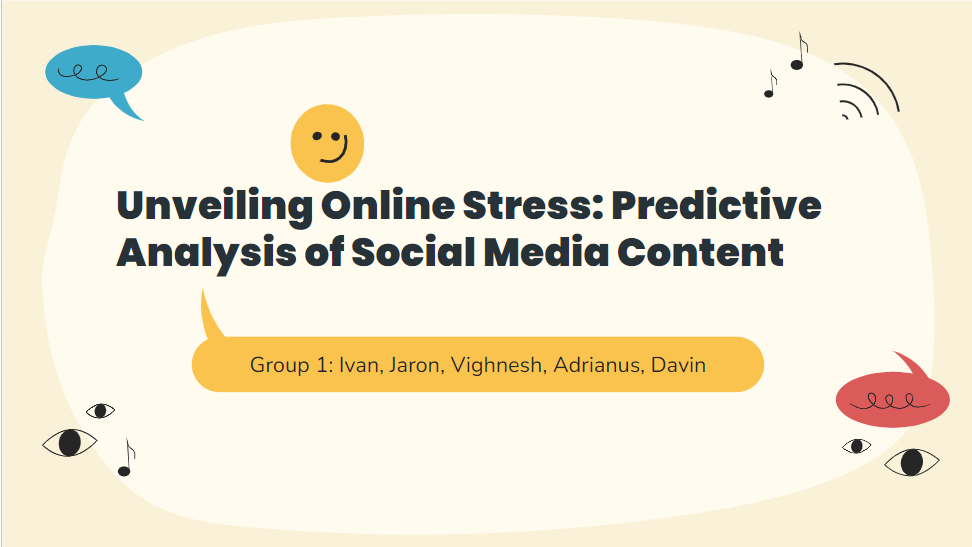 Unveiling Online Stress: Predictive
Analysis of Social Media Content
Group 1: Ivan, Jaron, Vighnesh, Adrianus, Davin